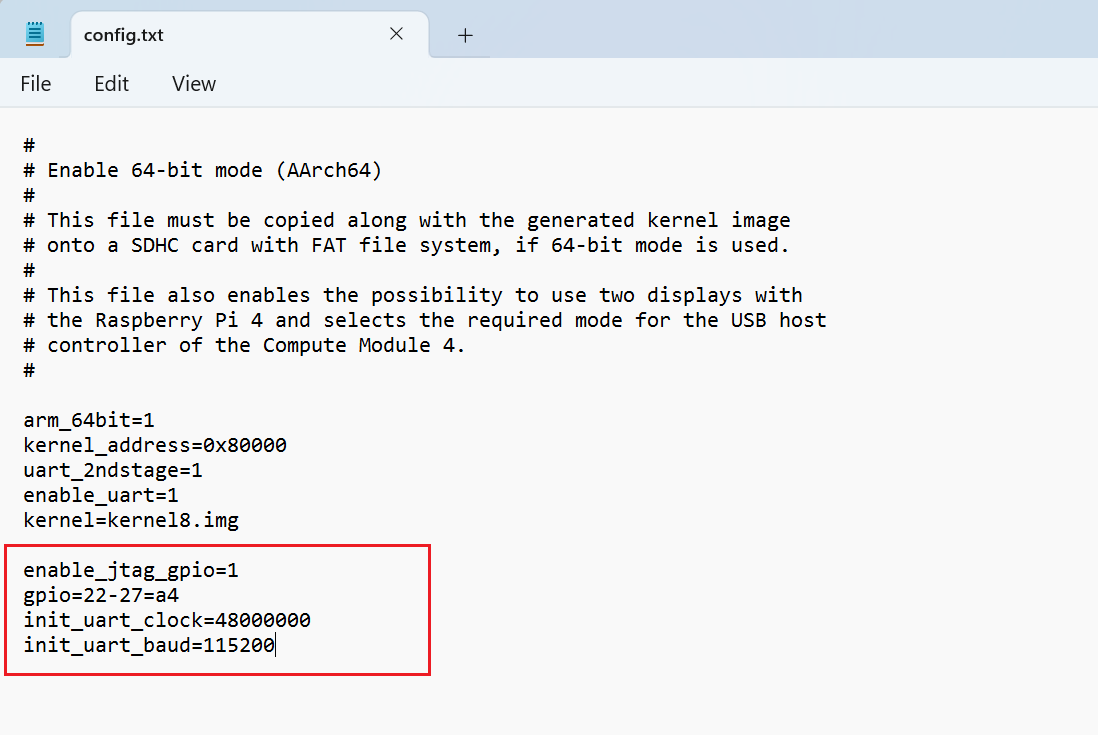 config.txt
File Edit View
#
# Enable 64-bit mode (AArch64)
#
# This file must be copied along with the generated kernel image
# onto a SDHC card with FAT file system, if 64-bit mode is used.
#
# This file also enables the possibility to use two displays with
# the Raspberry Pi 4 and selects the required mode for the USB host
# controller of the Compute Module 4.
#
arm_64bit=1
kernel_address=0x80000
uart_2ndstage=1
enable_uart=1
kernel=kernel8.img
enable_jtag_gpio=1
gpio=22-27=a4
init_uart_clock=48000000
init_uart_baud=115200